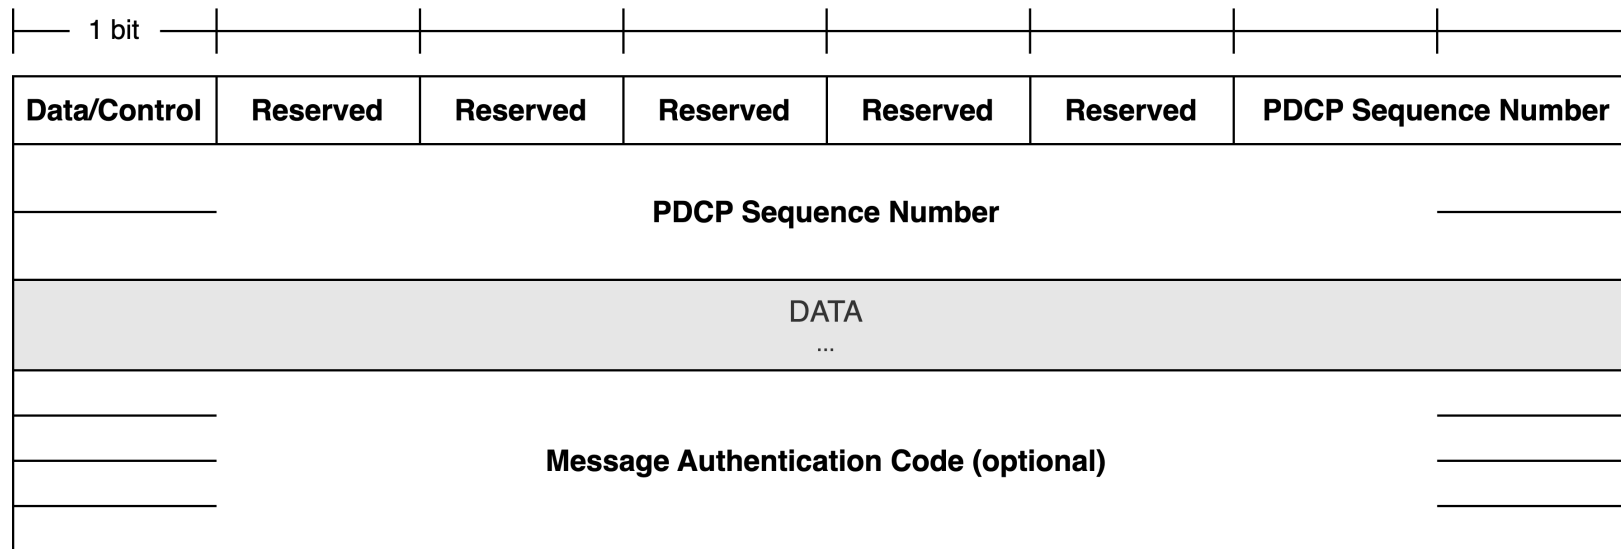 1 bit
Data/Control Reserved Reserved Reserved Reserved Reserved PDCP Sequence Number
PDCP Sequence Number
DATA
...
Message Authentication Code (optional)